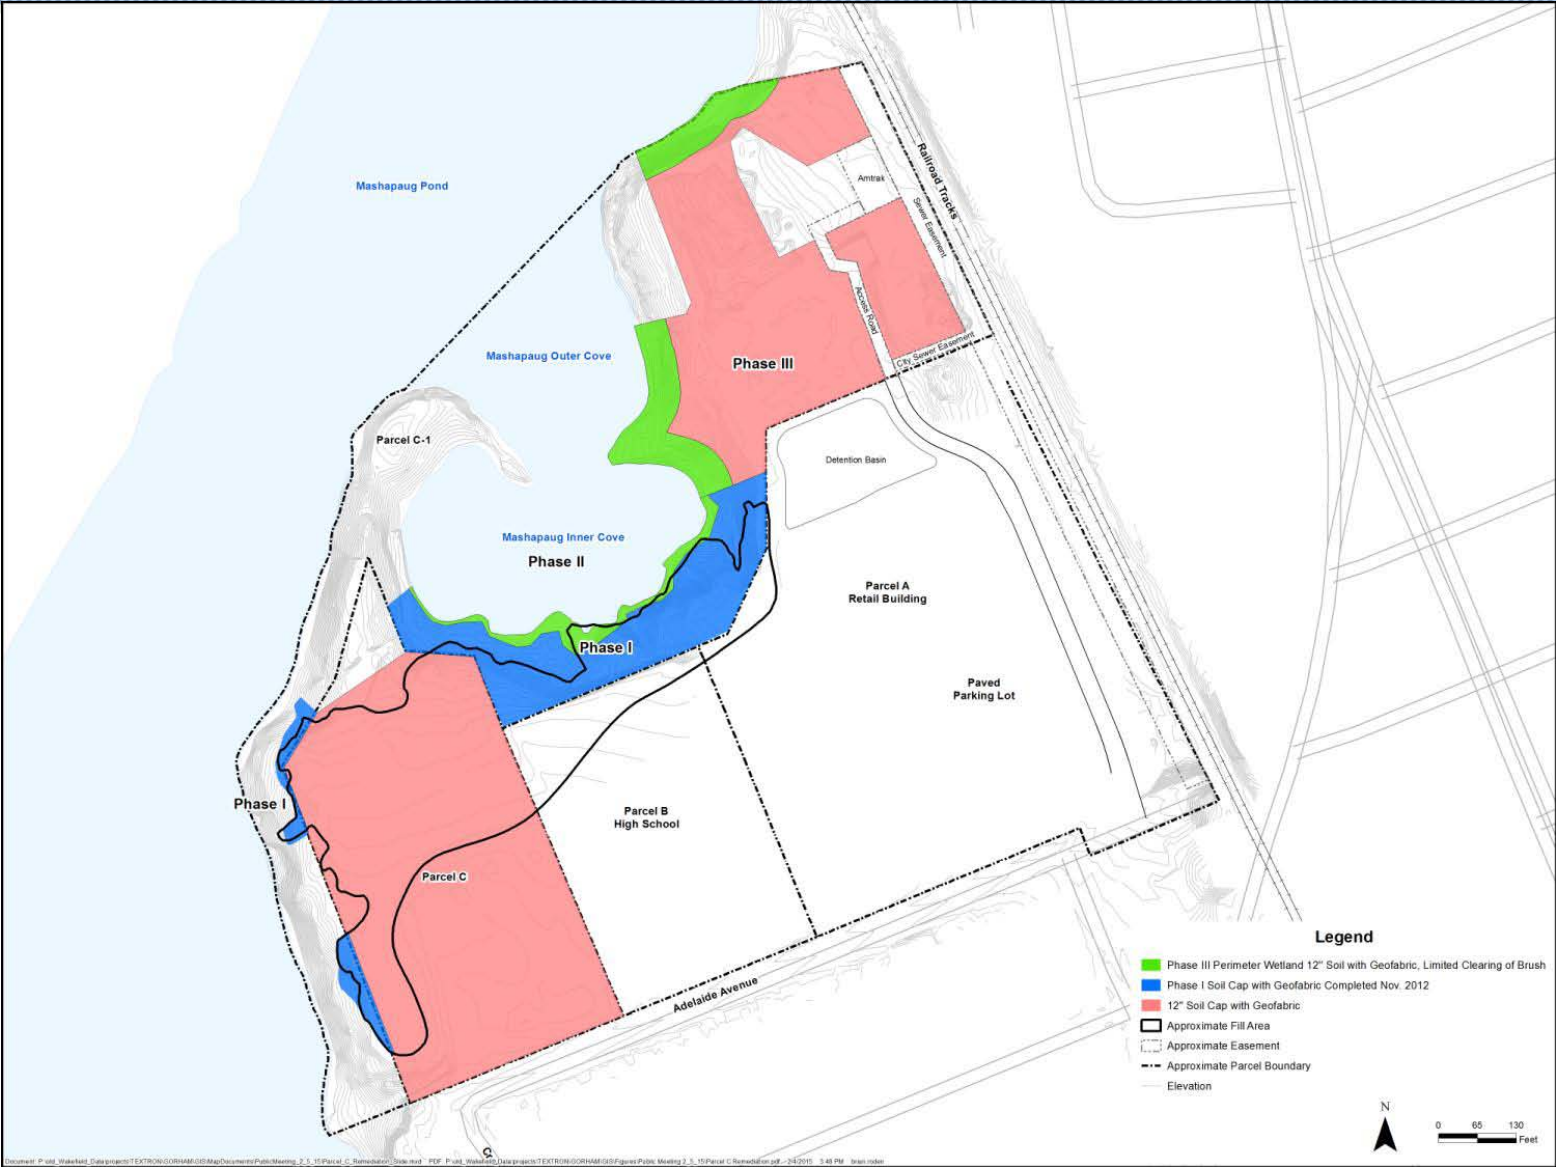 Mashapaug Pond
Railroad Tracks
Amtrak
Sewer Easement
Access Road
Mashapaug Outer Cove
Phase III
City Sewer Easement
Parcel C-1
Detention Basin
Mashapaug Inner Cove
Phase II
Parcel A
Retail Building
Phase I
Paved
Parking Lot
Phase I
Parcel B
High School
Parcel C
Adelaide Avenue
Legend
Phase III Perimeter Wetland 12" Soil with Geofabric, Limited Clearing of Brush
Phase I Soil Cap with Geofabric Completed Nov. 2012
12" Soil Cap with Geofabric
Approximate Fill Area
Approximate Easement
Approximate Parcel Boundary
Elevation
N
0 65 130
Feet